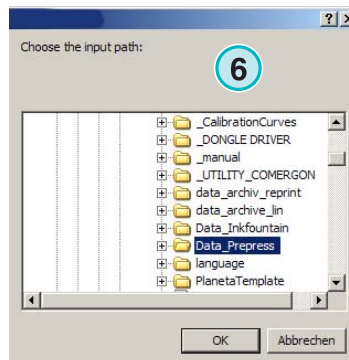 Choose the input path:
6
_CalibrationCurves
_DONGLE DRIVER
_manual
_UTILITY_COMERGON
data_archiv_reprint
data_archive_lin
Data_Inkfountain
Data_Prepress
language
PlanetaTemplate
OK Abbrechen